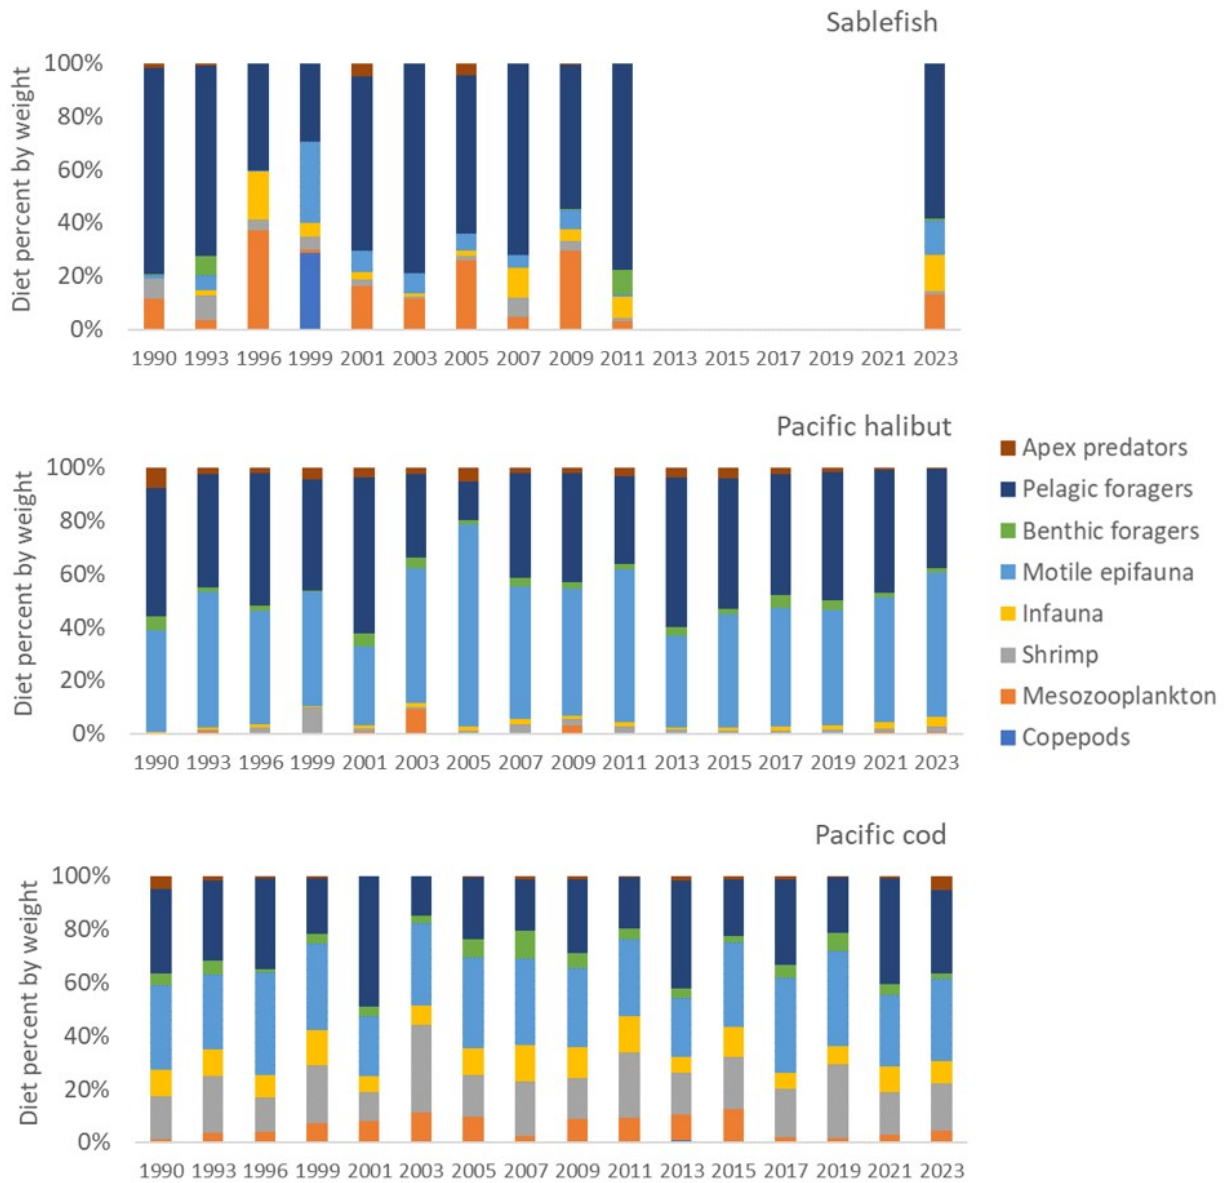 Sablefish
Diet percent by weight
100%
80%
60%
40%
20%
0%
1990 1993 1996 1999 2001 2003 2005 2007 2009 2011 2013 2015 2017 2019 2021 2023
Pacific halibut
Diet percent by weight
100%
80%
60%
40%
20%
0%
1990 1993 1996 1999 2001 2003 2005 2007 2009 2011 2013 2015 2017 2019 2021 2023
Apex predators
Pelagic foragers
Benthic foragers
Motile epifauna
Infauna
Shrimp
Mesozooplankton
Copepods
Pacific cod
Diet percent by weight
100%
80%
60%
40%
20%
0%
1990 1993 1996 1999 2001 2003 2005 2007 2009 2011 2013 2015 2017 2019 2021 2023